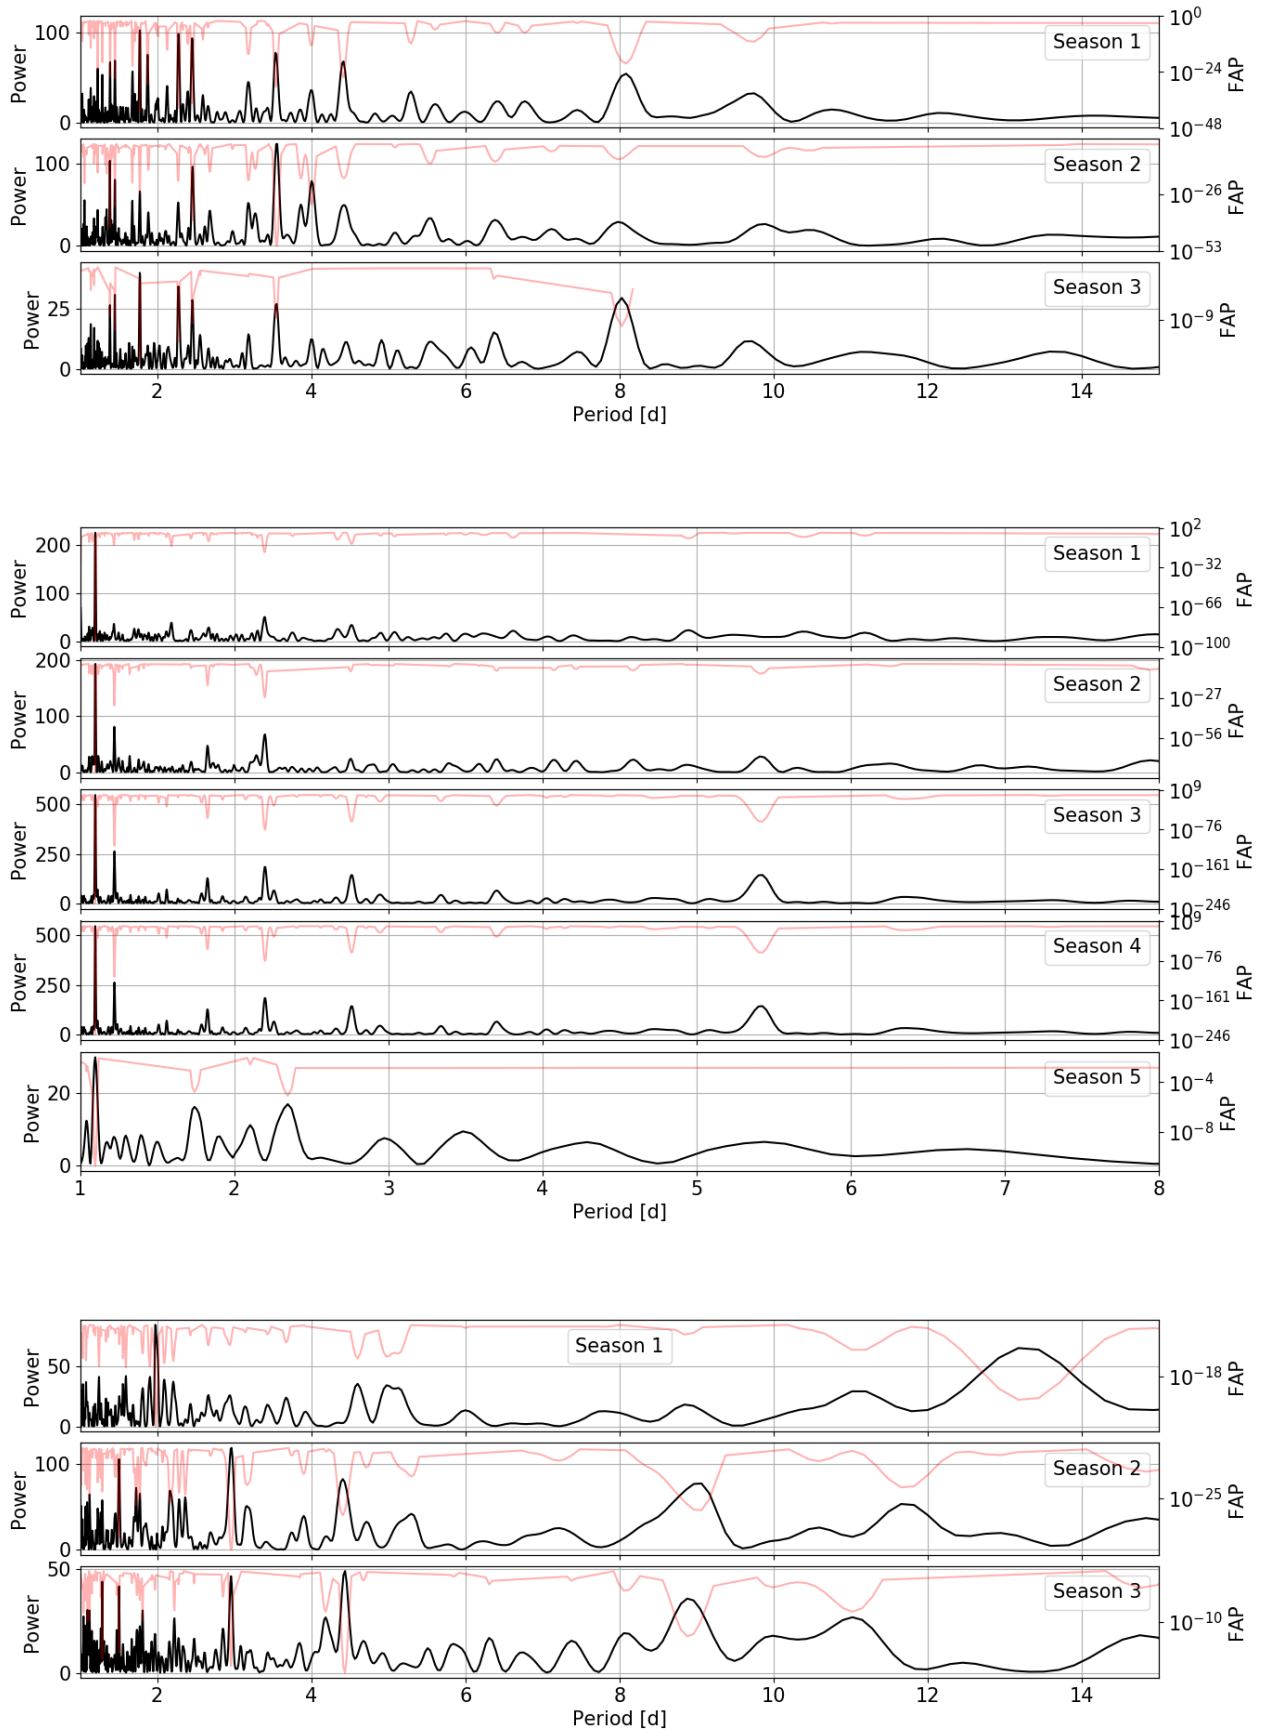 100
0
Power
Season 1
10^0
10^-24
10^-48
FAP
100
0
Power
Season 2
10^-26
10^-53
FAP
25
0
Power
Season 3
10^-9
FAP
2 4 6 8 10 12 14
Period [d]
200
100
0
Power
Season 1
10^2
10^-32
10^-66
10^-100
FAP
200
100
0
Power
Season 2
10^-27
10^-56
FAP
500
250
0
Power
Season 3
10^9
10^-76
10^-161
10^-246
FAP
500
250
0
Power
Season 4
10^9
10^-76
10^-161
10^-246
FAP
20
0
Power
Season 5
10^-4
10^-8
FAP
1 2 3 4 5 6 7 8
Period [d]
50
0
Power
Season 1
10^-18
FAP
100
50
0
Power
Season 2
10^-25
FAP
50
0
Power
Season 3
10^-10
FAP
2 4 6 8 10 12 14
Period [d]